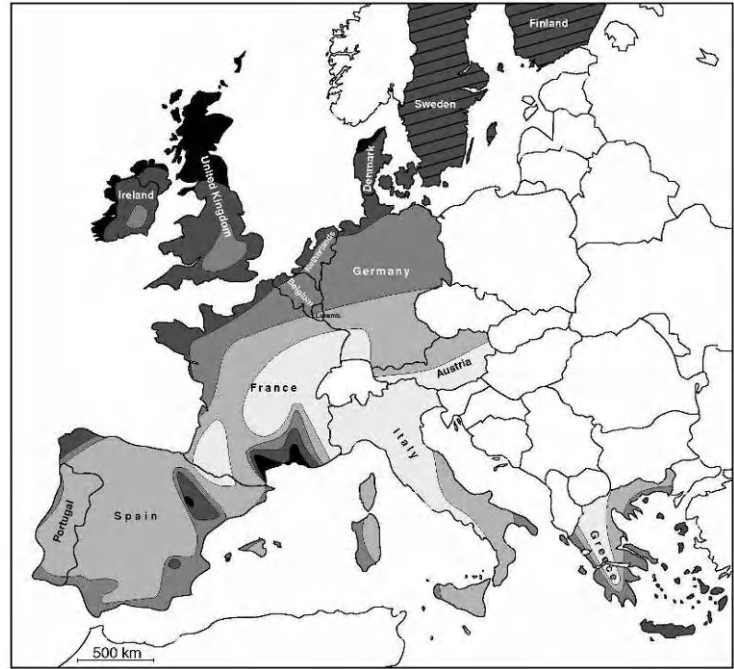 Finland
Sweden
Denmark
United Kingdom
Ireland
Netherlands
Germany
Belgium
Luxemb.
France
Austria
Italy
Portugal
Spain
Greece
500 km